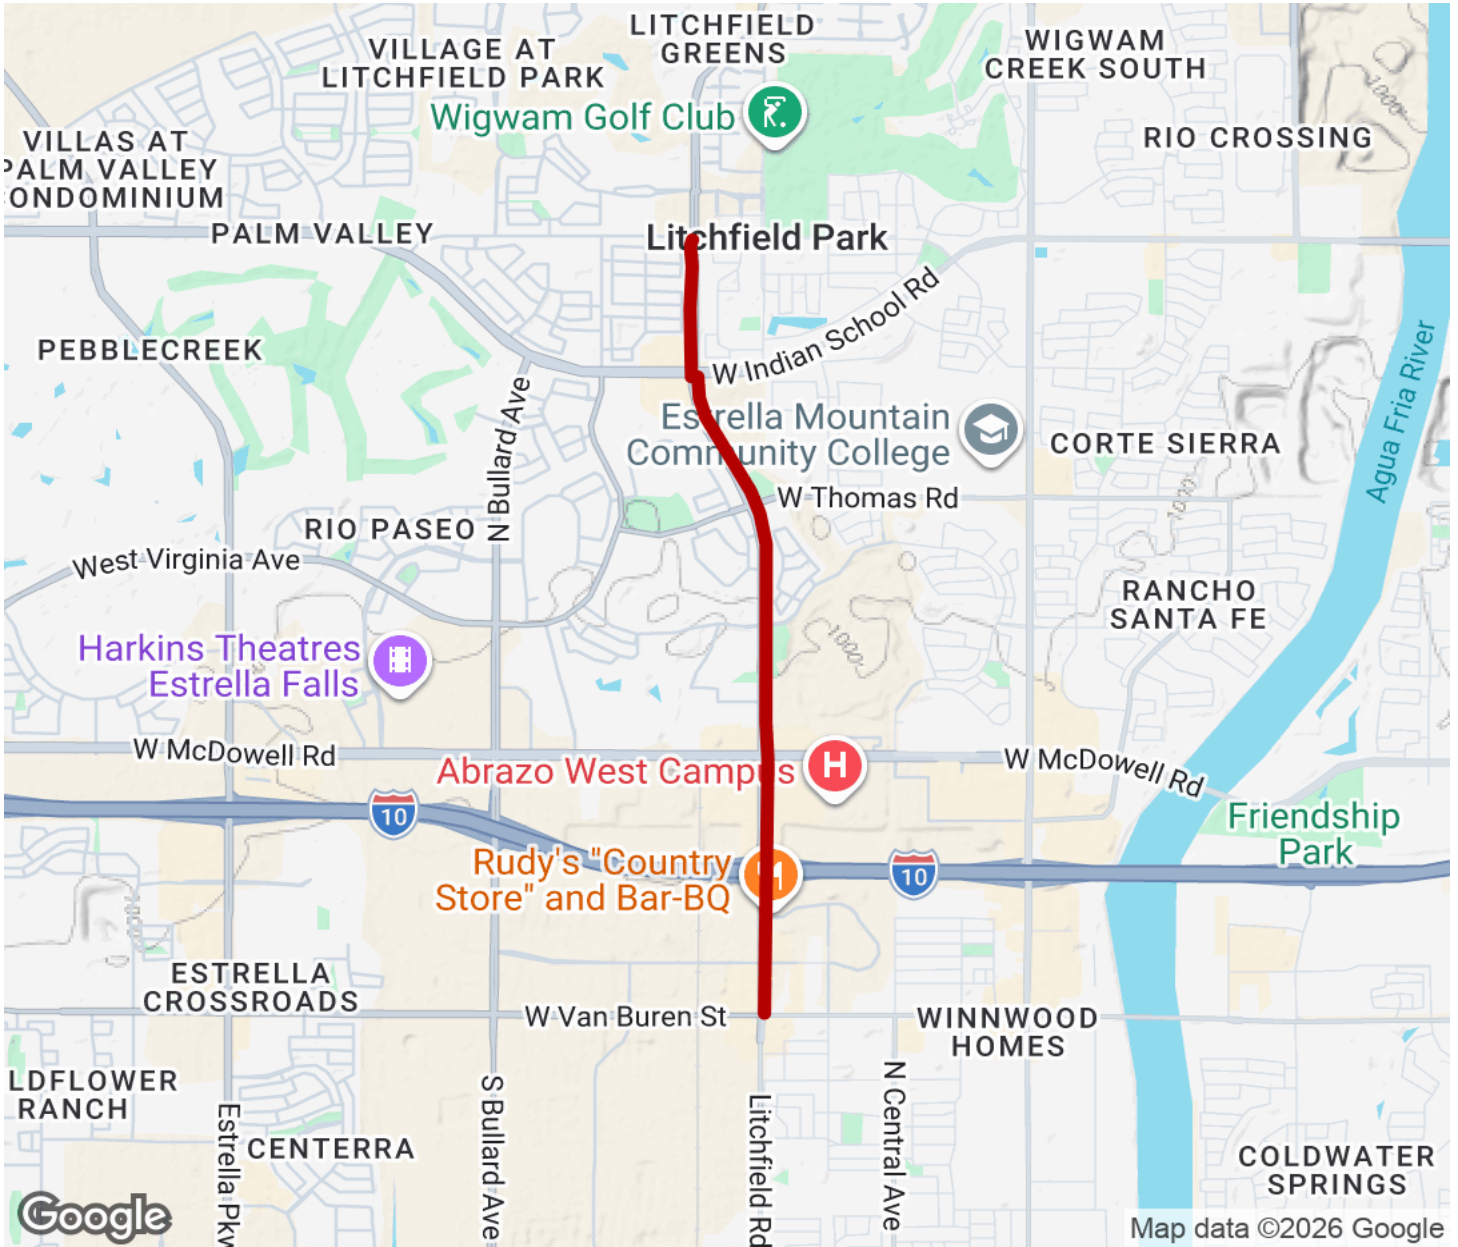 LITCHFIELD
GREENS
VILLAGE AT
LITCHFIELD PARK
WIGWAM
CREEK SOUTH
1000
Wigwam Golf Club
RIO CROSSING
VILLAS AT
PALM VALLEY
ONDOMINIUM
PALM VALLEY
Litchfield Park
W Indian School Rd
PEBBLECREEK
Agua Fria River
N Bullard Ave
Estrella Mountain
Community College
CORTE SIERRA
W Thomas Rd
1000
RIO PASEO
West Virginia Ave
RANCHO
SANTA FE
1000
Harkins Theatres
Estrella Falls
W McDowell Rd
W McDowell Rd
Abrazo West Campus
H
10
Friendship
Park
Rudy's "Country
Store" and Bar-BQ
10
ESTRELLA
CROSSROADS
W Van Buren St
WINNWOOD
HOMES
LDFLOWER
RANCH
S Bullard Ave
N Central Ave
Litchfield Rd
Estrella Pkw
CENTERRA
COLDWATER
SPRINGS
Google
Map data ©2026 Google